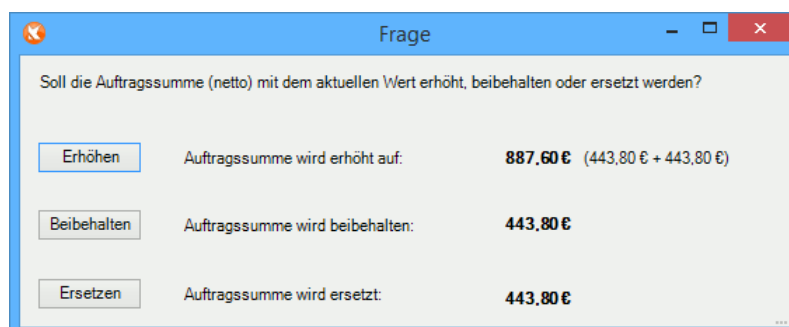 Frage
Soll die Auftragssumme (netto) mit dem aktuellen Wert erhöht, beibehalten oder ersetzt werden?
Erhöhen Auftragssumme wird erhöht auf: 887,60 € (443,80 € + 443,80 €)
Beibehalten Auftragssumme wird beibehalten: 443,80 €
Ersetzen Auftragssumme wird ersetzt: 443,80 €